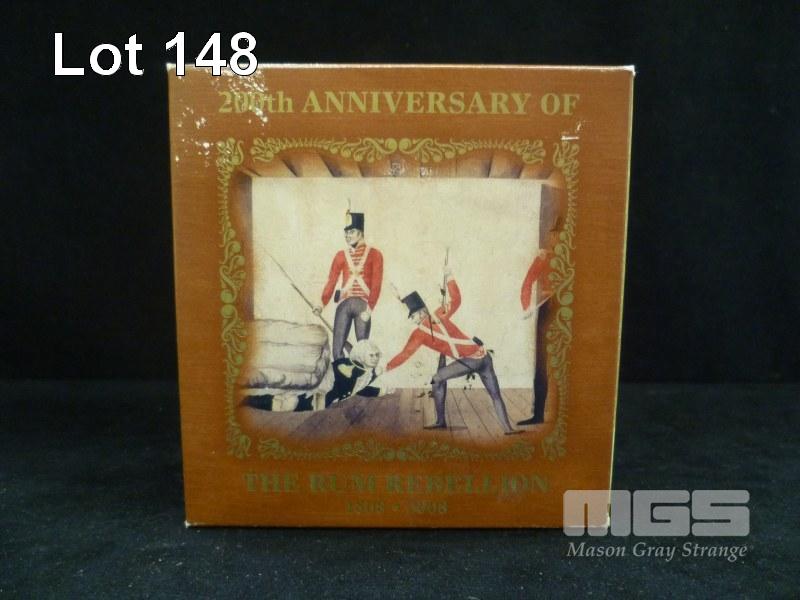 Lot 148
200th ANNIVERSARY OF
THE RUM REBELLION
1808 • 2008
MGS
Mason Gray Strange